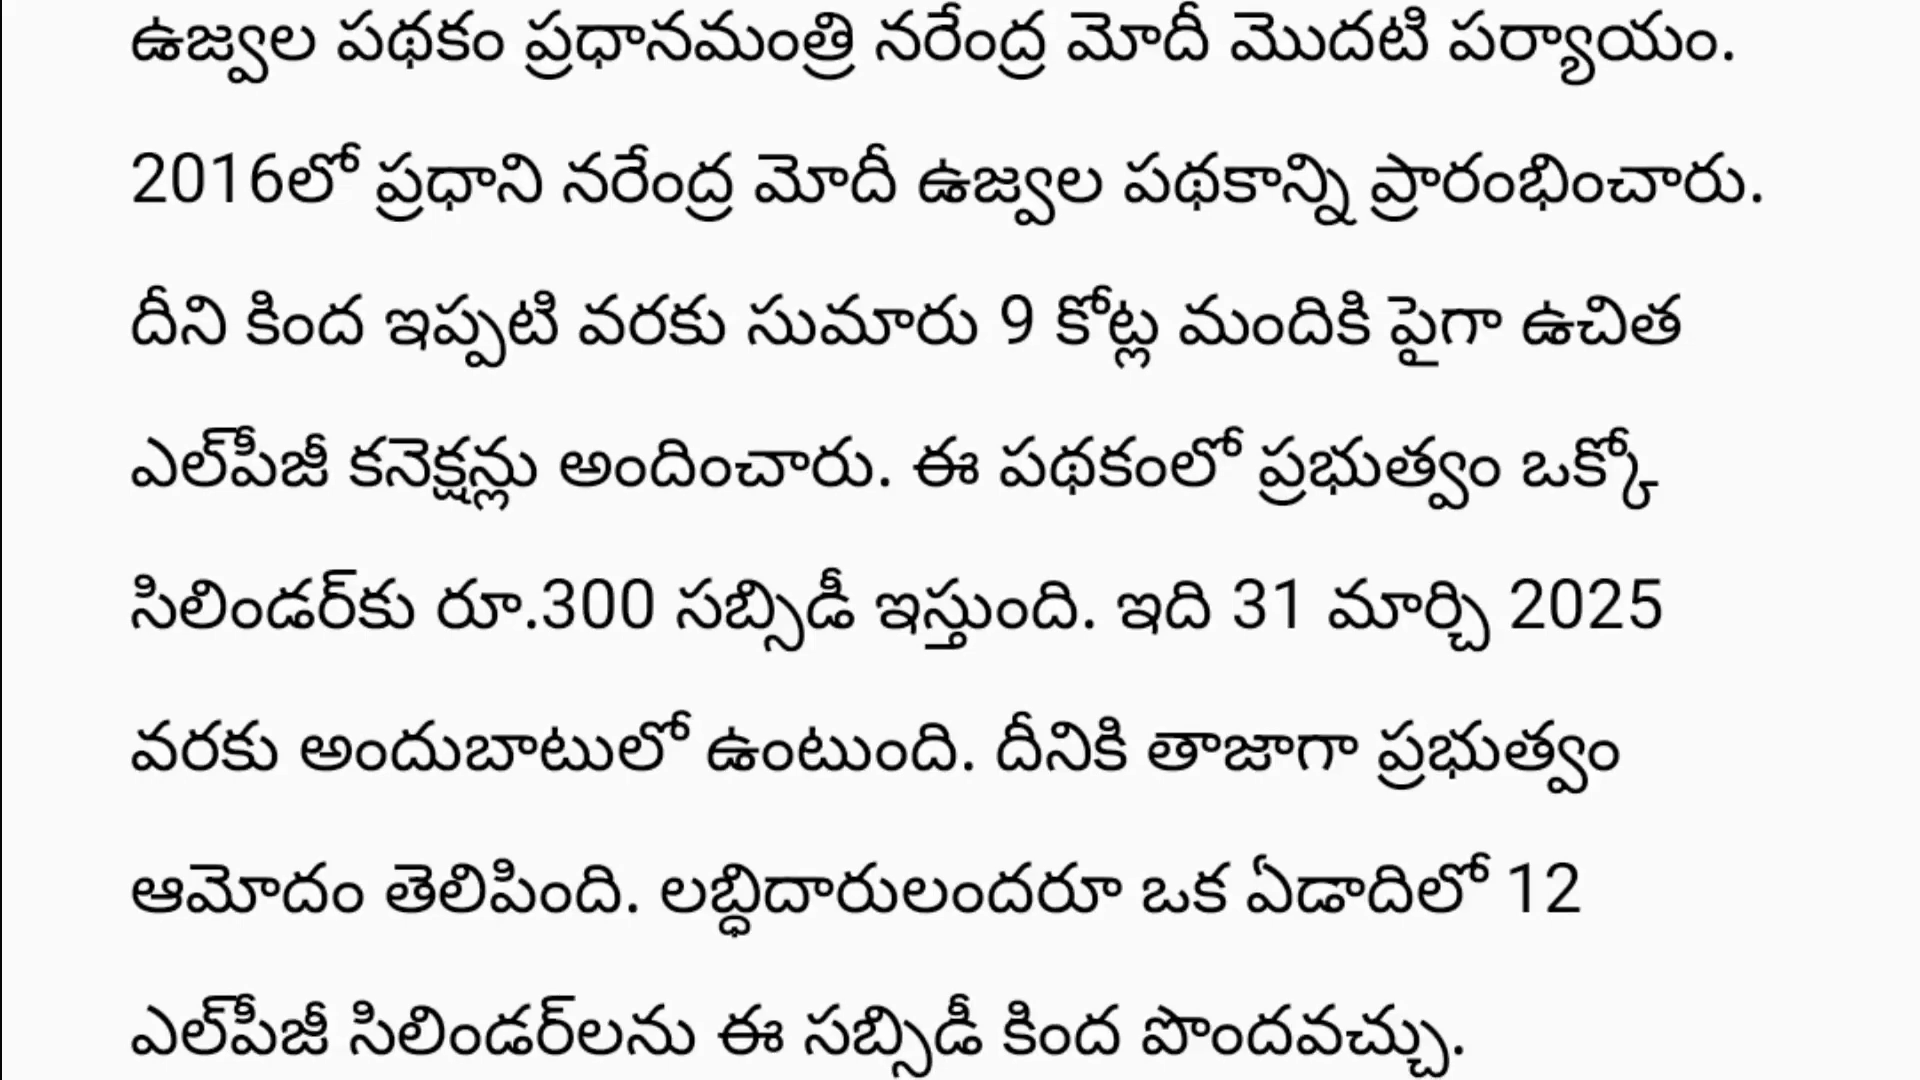 ఉజ్వల పథకం ప్రధానమంత్రి నరేంద్ర మోదీ మొదటి పర్యాయం.
2016లో ప్రధాని నరేంద్ర మోదీ ఉజ్వల పథకాన్ని ప్రారంభించారు.
దీని కింద ఇప్పటి వరకు సుమారు 9 కోట్ల మందికి పైగా ఉచిత
ఎల్‌పీజీ కనెక్షన్లు అందించారు. ఈ పథకంలో ప్రభుత్వం ఒక్కో
సిలిండర్‌కు రూ.300 సబ్సిడీ ఇస్తుంది. ఇది 31 మార్చి 2025
వరకు అందుబాటులో ఉంటుంది. దీనికి తాజాగా ప్రభుత్వం
ఆమోదం తెలిపింది. లబ్ధిదారులందరూ ఒక ఏడాదిలో 12
ఎల్‌పీజీ సిలిండర్‌లను ఈ సబ్సిడీ కింద పొందవచ్చు.